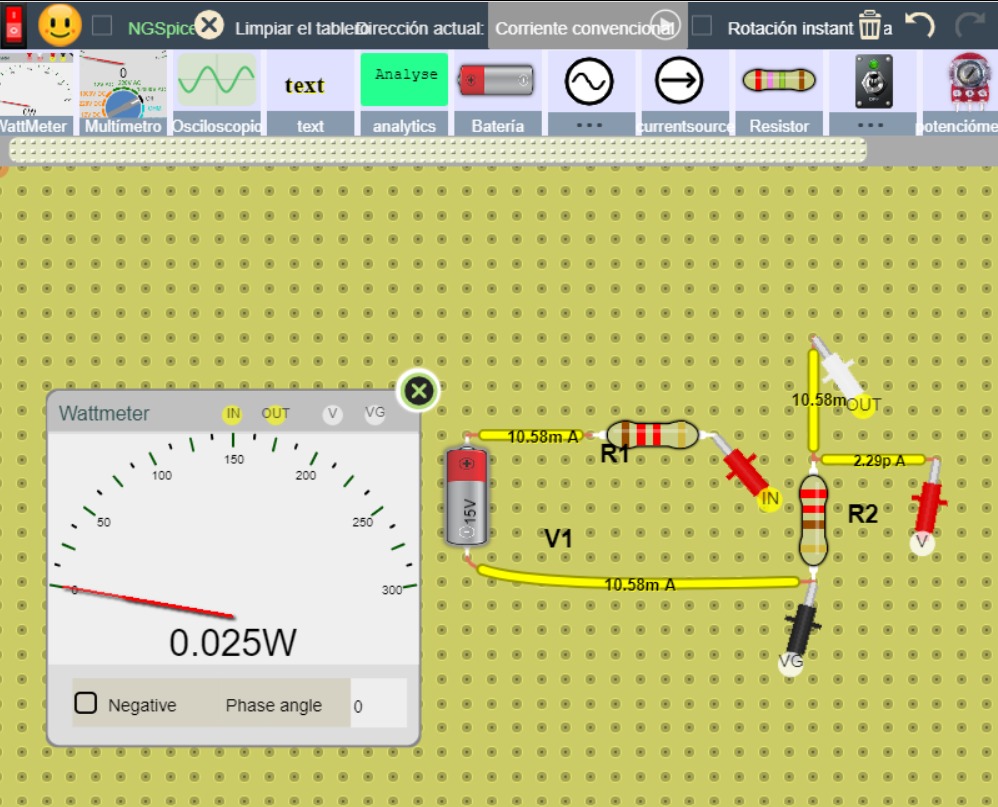 NGSpice
Limpiar el tablero
Dirección actual:
Corriente convencional
Rotación instant
a
text
Analyse
WattMeter
Multímetro
Osciloscopio
text
analytics
Batería
...
currentsource
Resistor
...
potencióme
Wattmeter
IN
OUT
V
VG
0
50
100
150
200
250
300
0.025W
Negative
Phase angle
0
10.58m A
R1
IN
15V
V1
10.58m A
10.58m
OUT
2.29p A
R2
V
VG